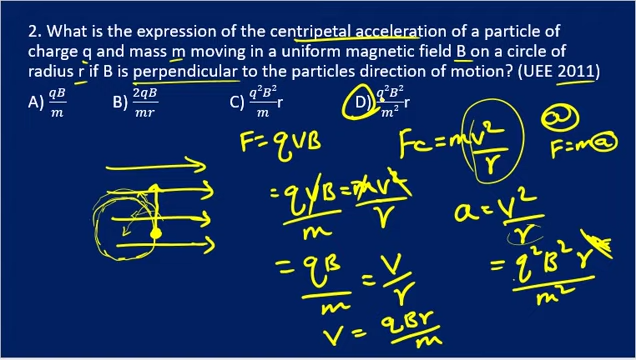 2. What is the expression of the centripetal acceleration of a particle of
charge q and mass m moving in a uniform magnetic field B on a circle of
radius r if B is perpendicular to the particles direction of motion? (UEE 2011)
A) qB/m B) 2qB/mr C) q²B²/m r D) q²B²/m² r
F = qVB
= qVB/m = mV²/r
= qB/m = V/r
V = qBr/m
Fc = mV²/r
a
F = ma
a = V²/r
= q²B²r/m²